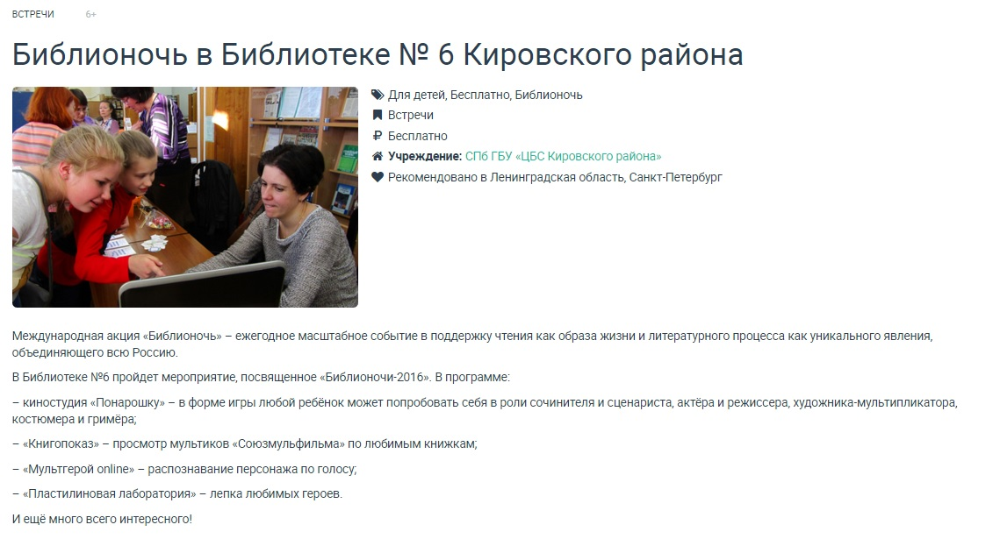 ВСТРЕЧИ 6+
Библионочь в Библиотеке № 6 Кировского района
Для детей, Бесплатно, Библионочь
Встречи
Бесплатно
Учреждение: СПб ГБУ «ЦБС Кировского района»
Рекомендовано в Ленинградская область, Санкт-Петербург
Международная акция «Библионочь» – ежегодное масштабное событие в поддержку чтения как образа жизни и литературного процесса как уникального явления,
объединяющего всю Россию.
В Библиотеке №6 пройдет мероприятие, посвященное «Библионочи-2016». В программе:
– киностудия «Понарошку» – в форме игры любой ребёнок может попробовать себя в роли сочинителя и сценариста, актёра и режиссера, художника-мультипликатора,
костюмера и гримёра;
– «Книгопоказ» – просмотр мультиков «Союзмульфильма» по любимым книжкам;
– «Мультгерой online» – распознавание персонажа по голосу;
– «Пластилиновая лаборатория» – лепка любимых героев.
И ещё много всего интересного!